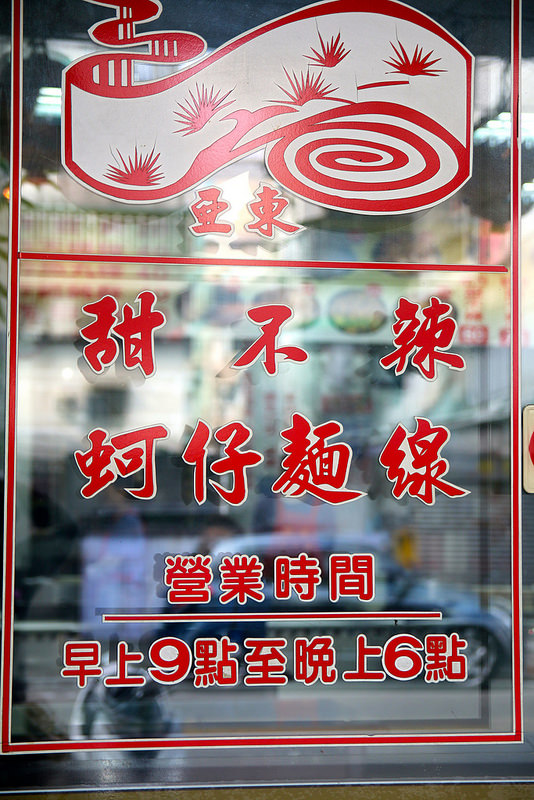 亞東
甜不辣
蚵仔麵線
營業時間
早上9點至晚上6點